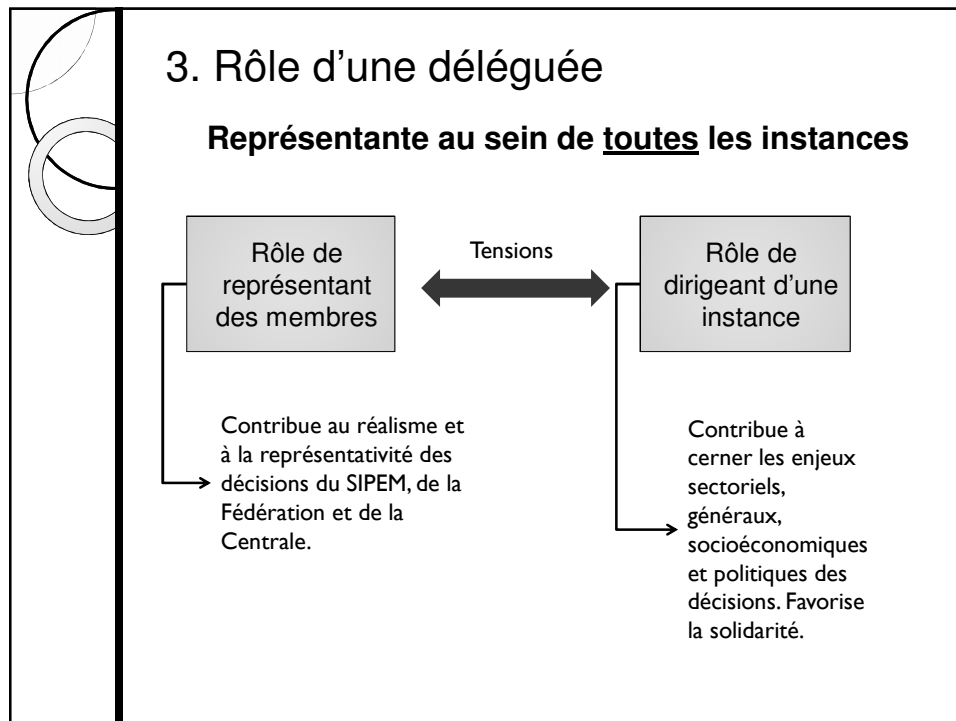 3. Rôle d’une déléguée
Représentante au sein de toutes les instances
Rôle de
représentant
des membres
Tensions
Rôle de
dirigeant d’une
instance
Contribue au réalisme et
à la représentativité des
décisions du SIPEM, de la
Fédération et de la
Centrale.
Contribue à
cerner les enjeux
sectoriels,
généraux,
socioéconomiques
et politiques des
décisions. Favorise
la solidarité.